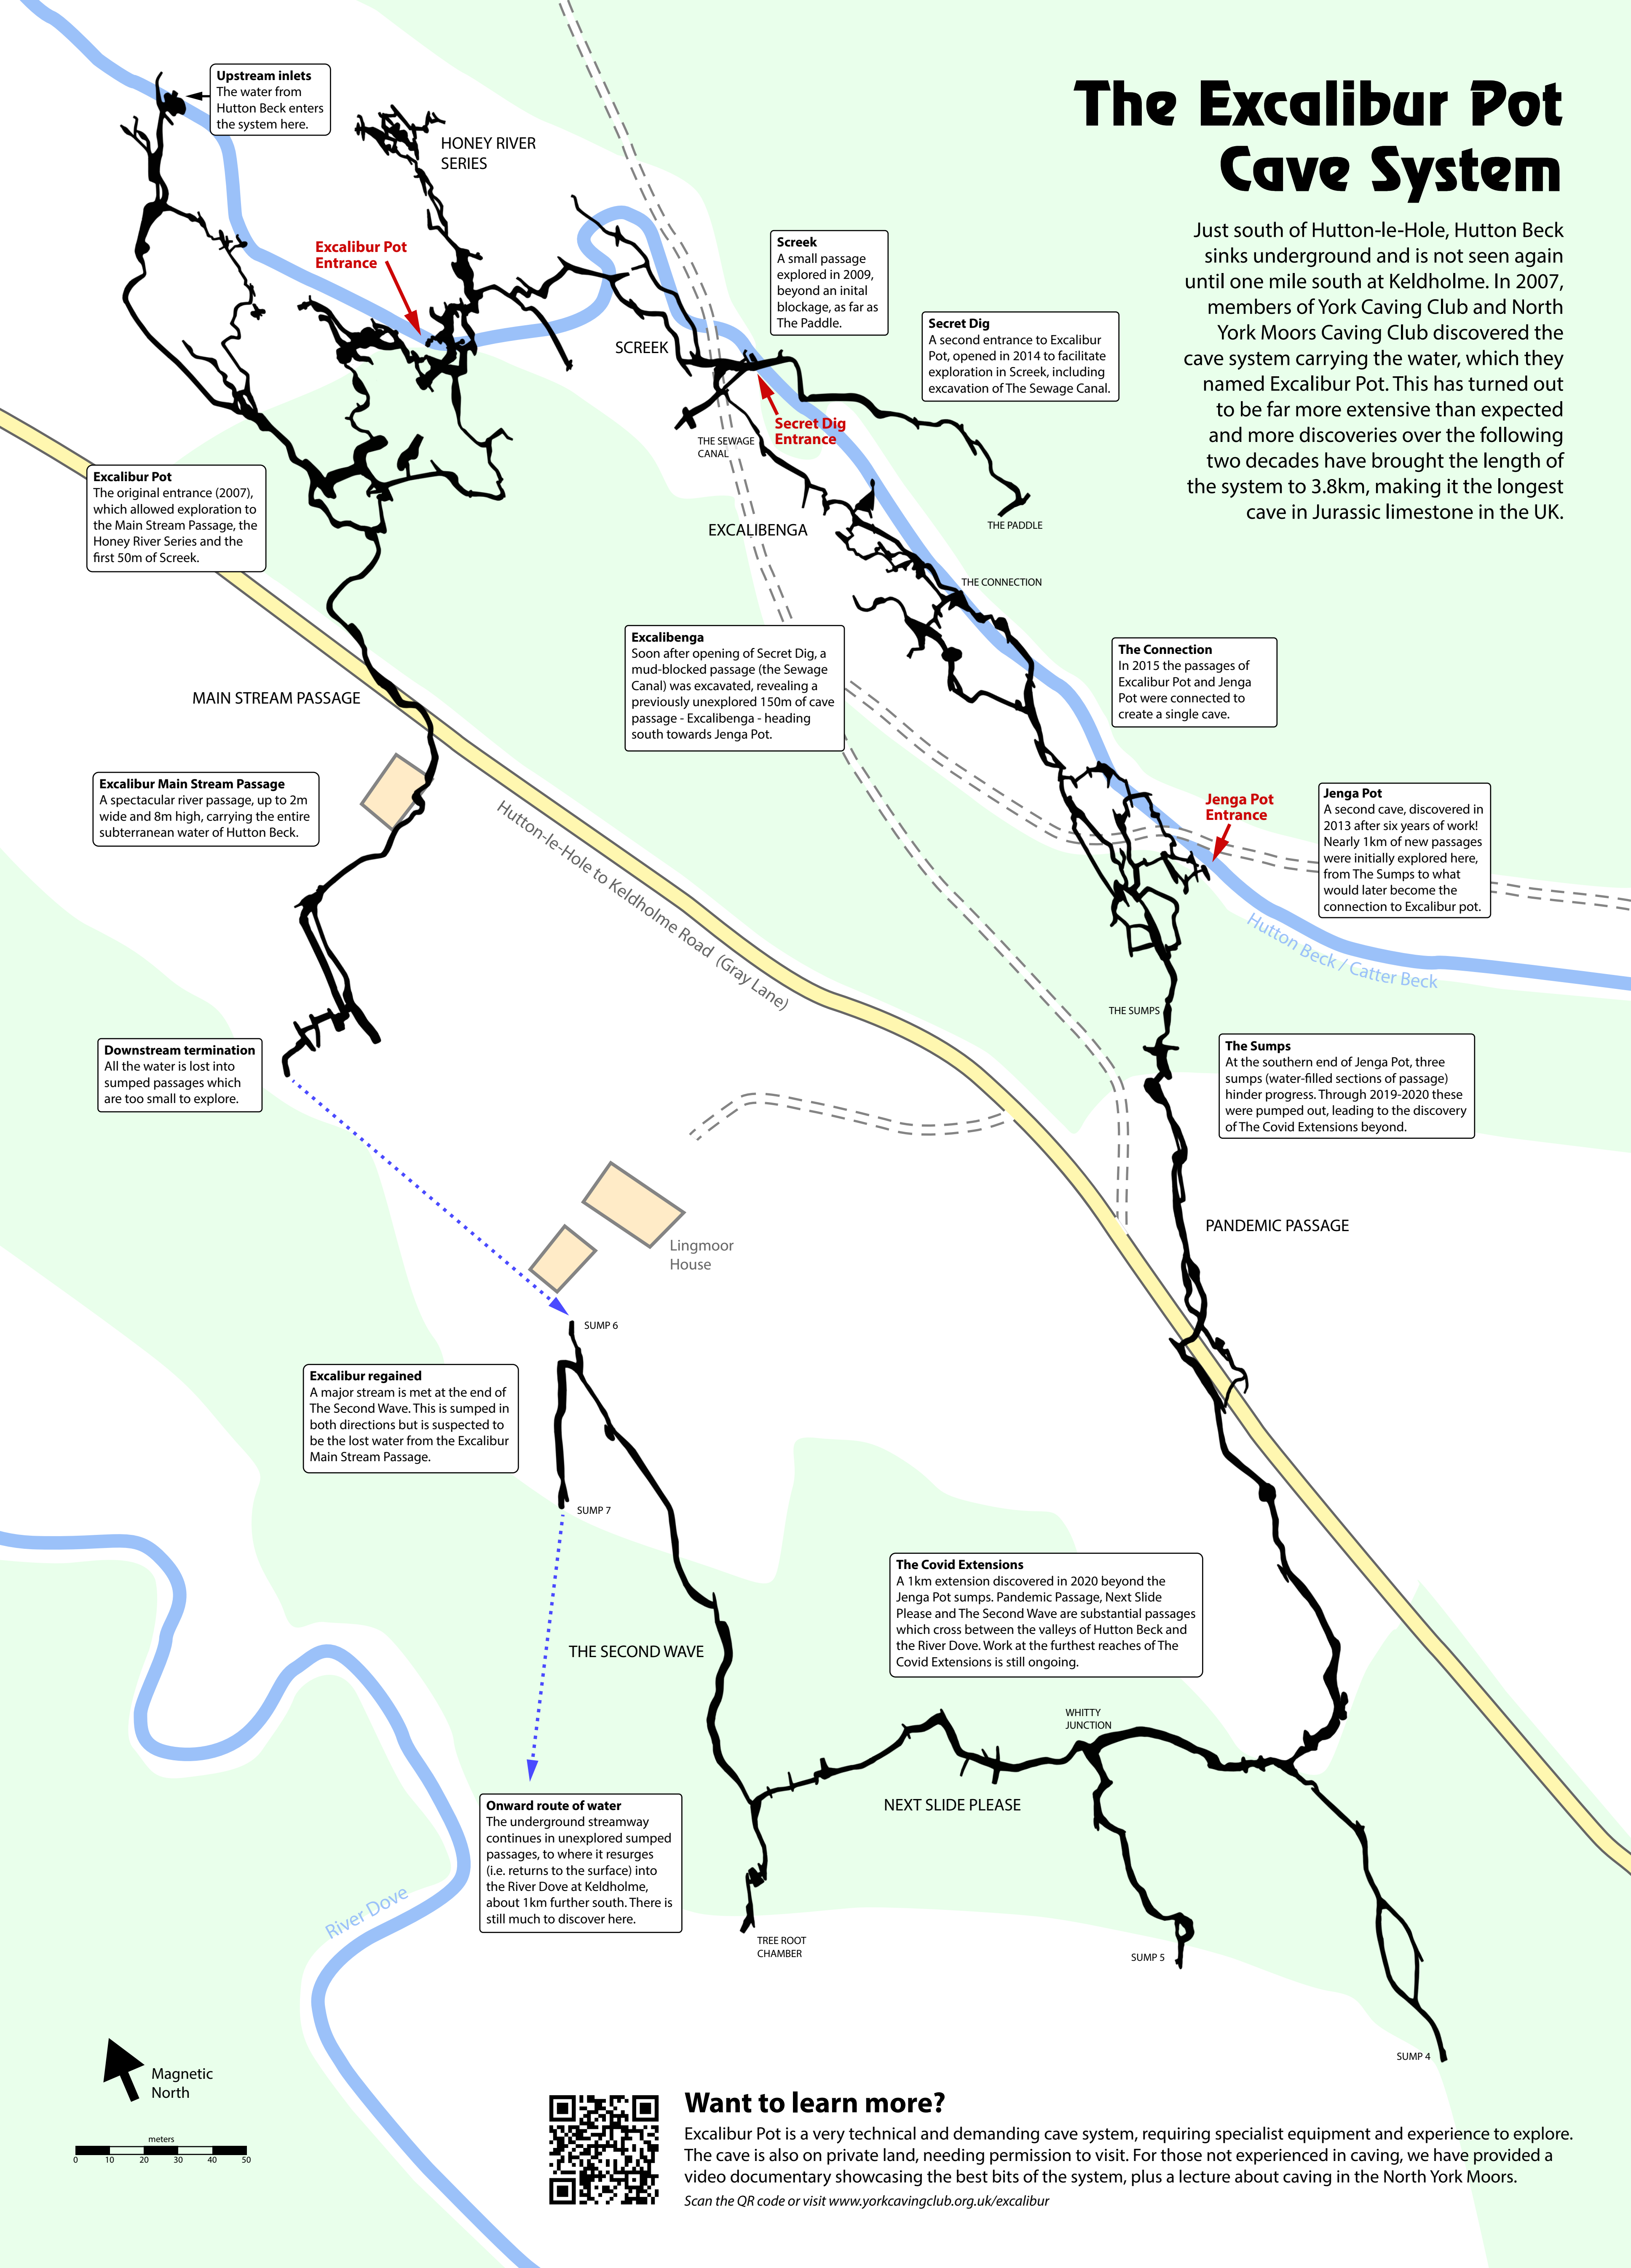 The Excalibur Pot
Cave System
Just south of Hutton-le-Hole, Hutton Beck
sinks underground and is not seen again
until one mile south at Keldholme. In 2007,
members of York Caving Club and North
York Moors Caving Club discovered the
cave system carrying the water, which they
named Excalibur Pot. This has turned out
to be far more extensive than expected
and more discoveries over the following
two decades have brought the length of
the system to 3.8km, making it the longest
cave in Jurassic limestone in the UK.
Upstream inlets
The water from
Hutton Beck enters
the system here.
HONEY RIVER
SERIES
Excalibur Pot
Entrance
Screek
A small passage
explored in 2009,
beyond an inital
blockage, as far as
The Paddle.
SCREEK
Secret Dig
A second entrance to Excalibur
Pot, opened in 2014 to facilitate
exploration in Screek, including
excavation of The Sewage Canal.
Secret Dig
Entrance
THE SEWAGE
CANAL
Excalibur Pot
The original entrance (2007),
which allowed exploration to
the Main Stream Passage, the
Honey River Series and the
first 50m of Screek.
EXCALIBENGA
THE PADDLE
THE CONNECTION
Excalibenga
Soon after opening of Secret Dig, a
mud-blocked passage (the Sewage
Canal) was excavated, revealing a
previously unexplored 150m of cave
passage - Excalibenga - heading
south towards Jenga Pot.
The Connection
In 2015 the passages of
Excalibur Pot and Jenga
Pot were connected to
create a single cave.
MAIN STREAM PASSAGE
Excalibur Main Stream Passage
A spectacular river passage, up to 2m
wide and 8m high, carrying the entire
subterranean water of Hutton Beck.
Hutton-le-Hole to Keldholme Road (Gray Lane)
Jenga Pot
Entrance
Jenga Pot
A second cave, discovered in
2013 after six years of work!
Nearly 1km of new passages
were initially explored here,
from The Sumps to what
would later become the
connection to Excalibur pot.
Hutton Beck / Catter Beck
THE SUMPS
Downstream termination
All the water is lost into
sumped passages which
are too small to explore.
The Sumps
At the southern end of Jenga Pot, three
sumps (water-filled sections of passage)
hinder progress. Through 2019-2020 these
were pumped out, leading to the discovery
of The Covid Extensions beyond.
PANDEMIC PASSAGE
Lingmoor
House
SUMP 6
Excalibur regained
A major stream is met at the end of
The Second Wave. This is sumped in
both directions but is suspected to
be the lost water from the Excalibur
Main Stream Passage.
SUMP 7
The Covid Extensions
A 1km extension discovered in 2020 beyond the
Jenga Pot sumps. Pandemic Passage, Next Slide
Please and The Second Wave are substantial passages
which cross between the valleys of Hutton Beck and
the River Dove. Work at the furthest reaches of The
Covid Extensions is still ongoing.
THE SECOND WAVE
WHITTY
JUNCTION
NEXT SLIDE PLEASE
Onward route of water
The underground streamway
continues in unexplored sumped
passages, to where it resurges
(i.e. returns to the surface) into
the River Dove at Keldholme,
about 1km further south. There is
still much to discover here.
River Dove
TREE ROOT
CHAMBER
SUMP 5
SUMP 4
Magnetic
North
meters
0 10 20 30 40 50
Want to learn more?
Excalibur Pot is a very technical and demanding cave system, requiring specialist equipment and experience to explore.
The cave is also on private land, needing permission to visit. For those not experienced in caving, we have provided a
video documentary showcasing the best bits of the system, plus a lecture about caving in the North York Moors.
Scan the QR code or visit www.yorkcavingclub.org.uk/excalibur